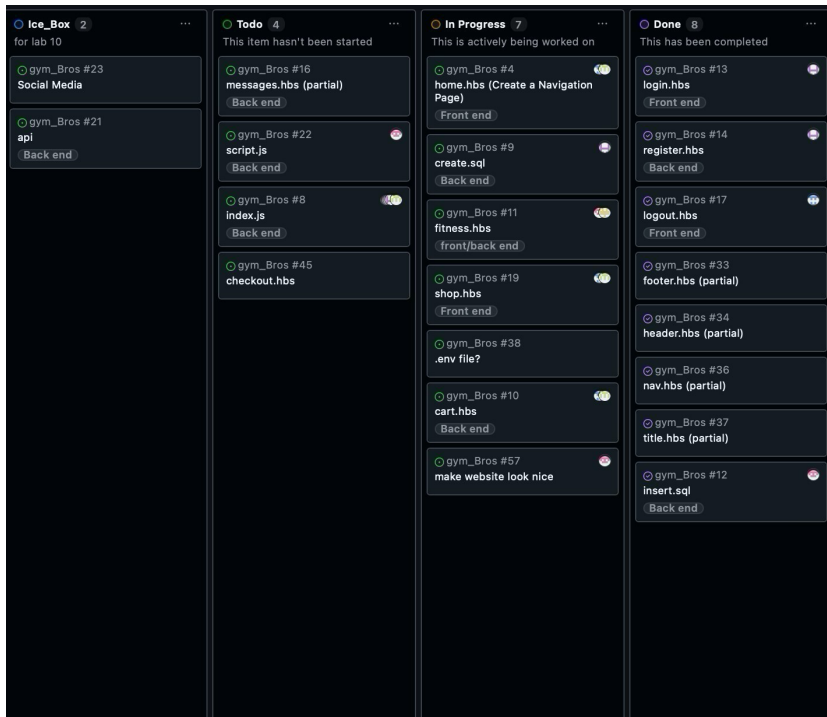 Ice_Box 2
for lab 10
gym_Bros #23
Social Media
gym_Bros #21
api
Back end
Todo 4
This item hasn't been started
gym_Bros #16
messages.hbs (partial)
Back end
gym_Bros #22
script.js
Back end
gym_Bros #8
index.js
Back end
gym_Bros #45
checkout.hbs
In Progress 7
This is actively being worked on
gym_Bros #4
home.hbs (Create a Navigation
Page)
Front end
gym_Bros #9
create.sql
Back end
gym_Bros #11
fitness.hbs
front/back end
gym_Bros #19
shop.hbs
Front end
gym_Bros #38
.env file?
gym_Bros #10
cart.hbs
Back end
gym_Bros #57
make website look nice
Done 8
This has been completed
gym_Bros #13
login.hbs
Front end
gym_Bros #14
register.hbs
Back end
gym_Bros #17
logout.hbs
Front end
gym_Bros #33
footer.hbs (partial)
gym_Bros #34
header.hbs (partial)
gym_Bros #36
nav.hbs (partial)
gym_Bros #37
title.hbs (partial)
gym_Bros #12
insert.sql
Back end